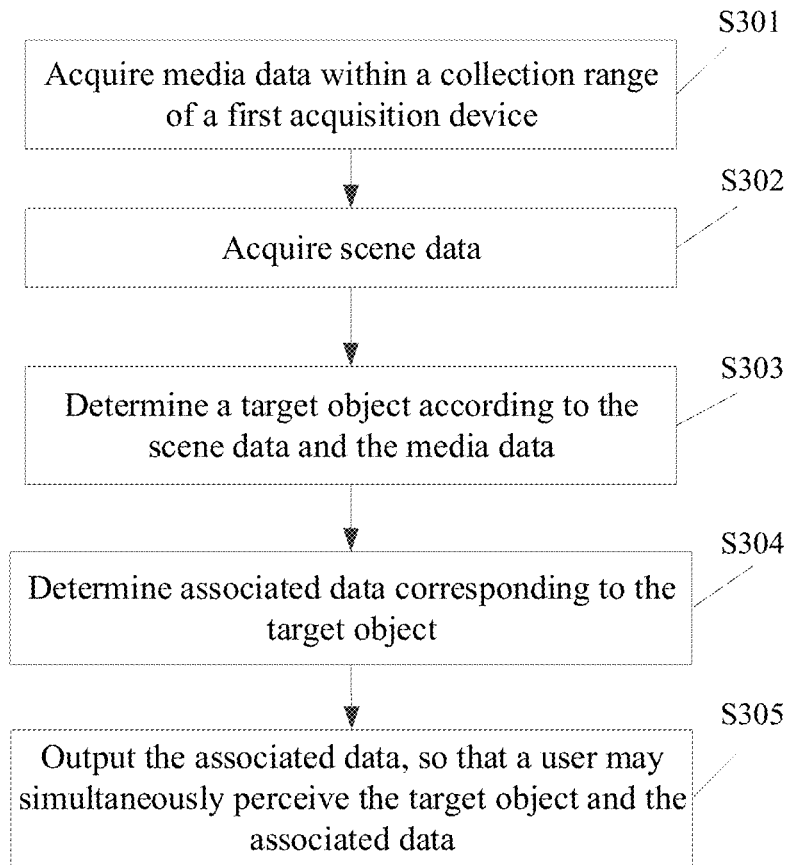 S301
Acquire media data within a collection range
of a first acquisition device
S302
Acquire scene data
S303
Determine a target object according to the
scene data and the media data
S304
Determine associated data corresponding to the
target object
S305
Output the associated data, so that a user may
simultaneously perceive the target object and the
associated data